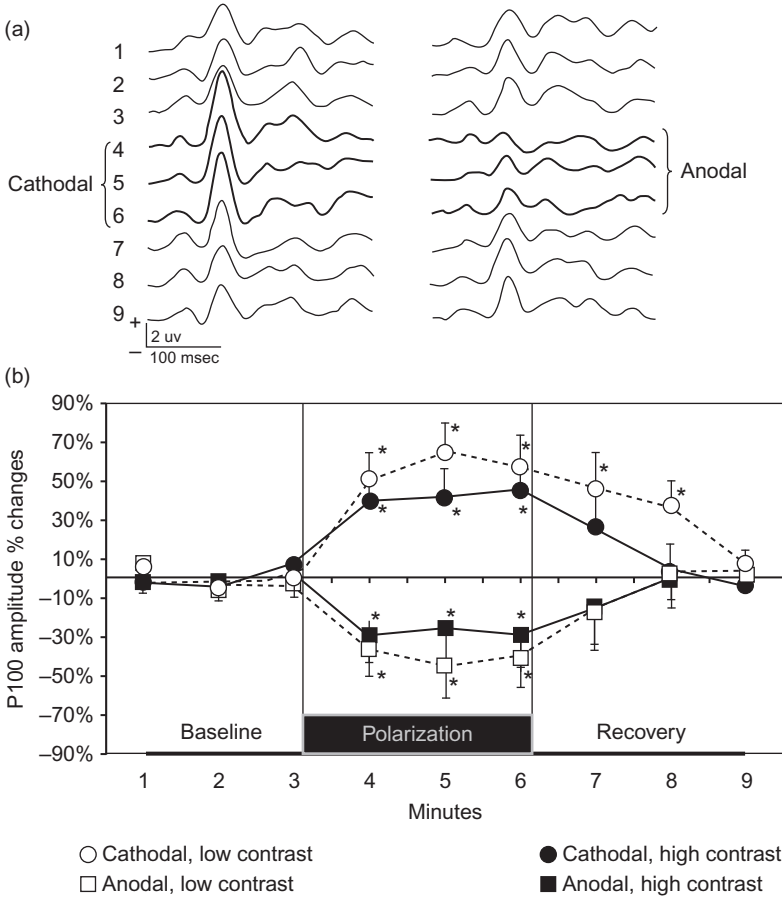 (a)
1
2
3
4
5
6
7
8
9
Cathodal
Anodal
+
–
2 uv
100 msec
(b)
P100 amplitude % changes
90%
70%
50%
30%
10%
–10%
–30%
–50%
–70%
–90%
* * * * *
* * *
* * *
* * *
Baseline
Polarization
Recovery
1 2 3 4 5 6 7 8 9
Minutes
Cathodal, low contrast
Cathodal, high contrast
Anodal, low contrast
Anodal, high contrast